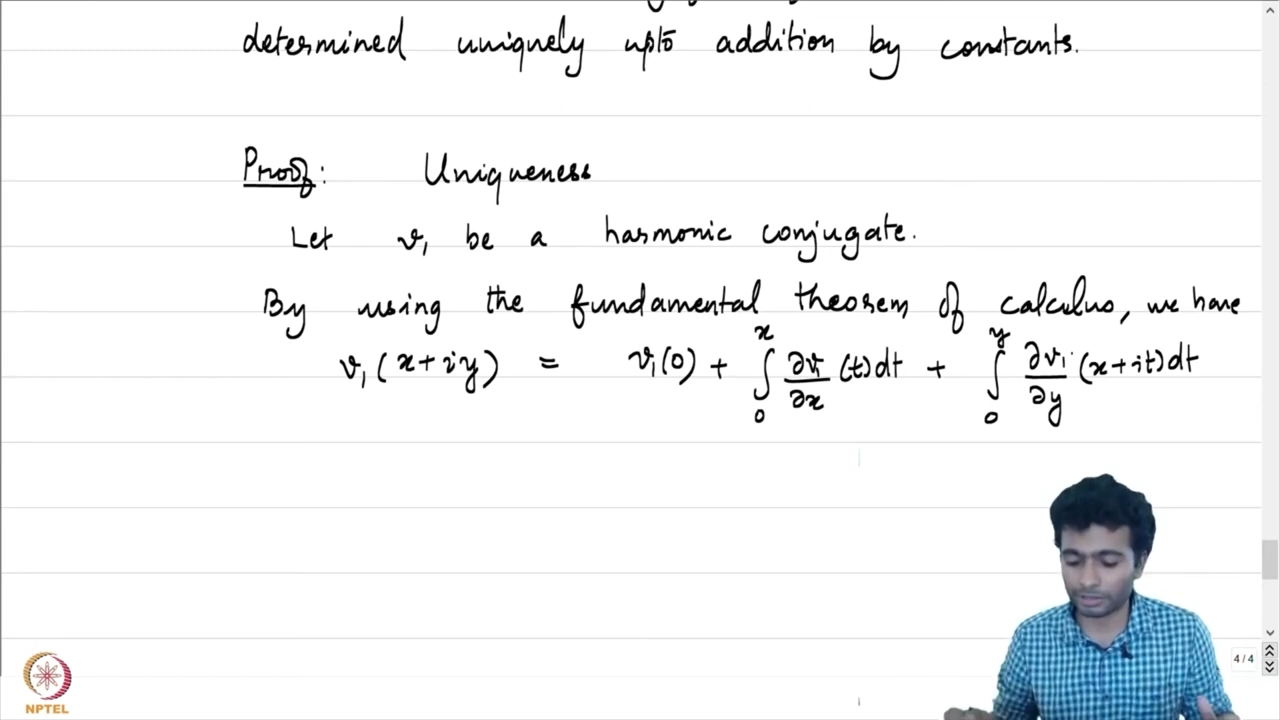 determined uniquely upto addition by constants.
Proof: Uniqueness
Let v₁ be a harmonic conjugate.
By using the fundamental theorem of calculus, we have
v₁(x+iy) = v₁(0) + ∫₀ˣ ∂v₁/∂x (t)dt + ∫₀ʸ ∂v₁/∂y (x+it)dt
4 / 4
NPTEL